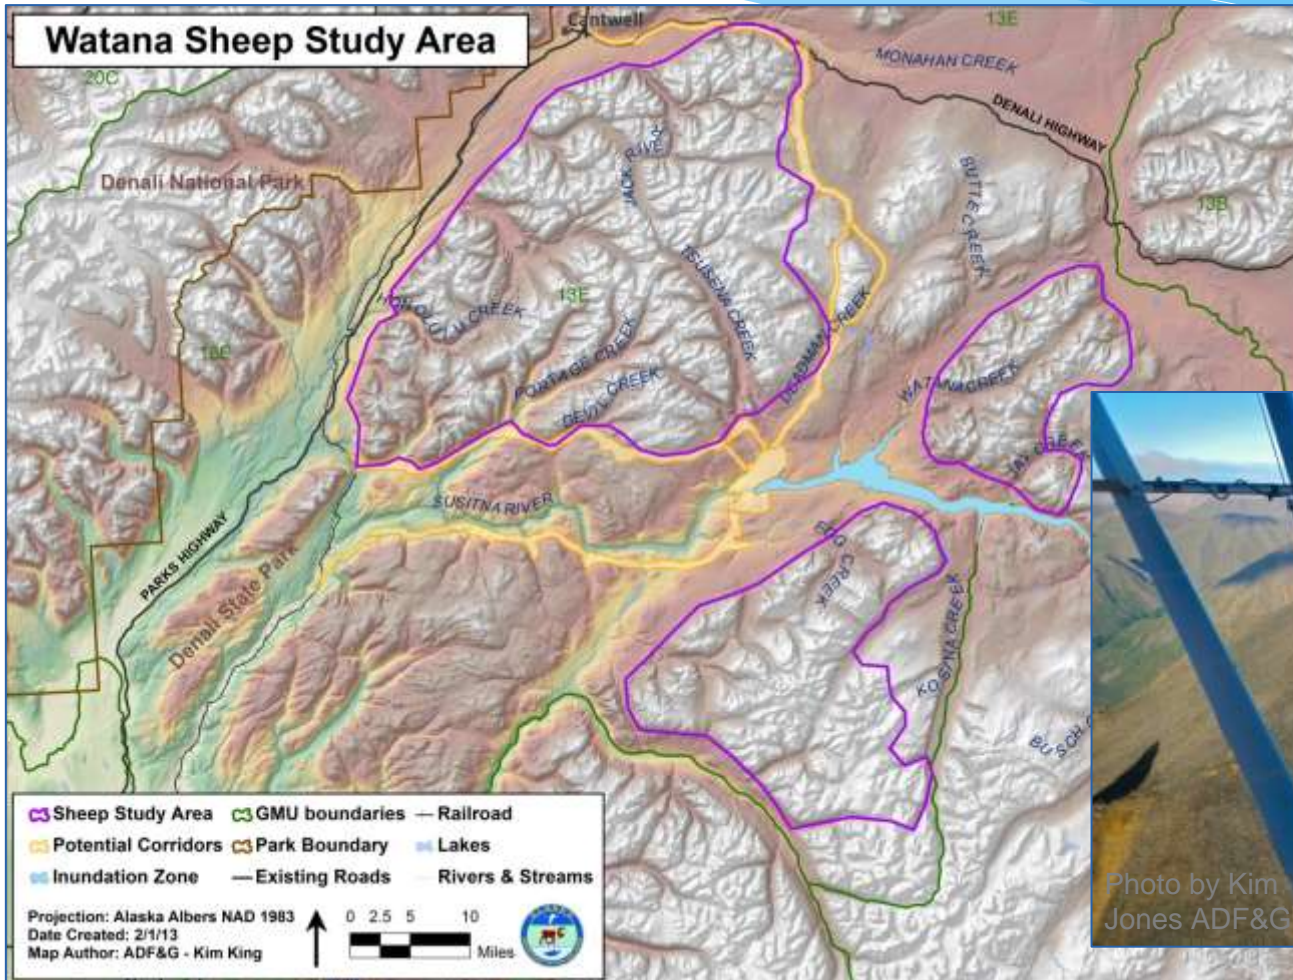 Watana Sheep Study Area
Cantwell
13E
20C
MONAHAN CREEK
DENALI HIGHWAY
JACK RIVER
BUTTE CREEK
Denali National Park
13B
TSUSENA CREEK
13E
HONOLULU CREEK
16E
PORTAGE CREEK
DEADMAN CREEK
DEVIL CREEK
WATANA CREEK
JAY CREEK
SUSITNA RIVER
PARKS HIGHWAY
Denali State Park
KOSINA CREEK
Sheep Study Area
GMU boundaries
Railroad
Potential Corridors
Park Boundary
Lakes
Inundation Zone
Existing Roads
Rivers & Streams
Projection: Alaska Albers NAD 1983
Date Created: 2/1/13
Map Author: ADF&G - Kim King
0 2.5 5 10
Miles
Photo by Kim
Jones ADF&G